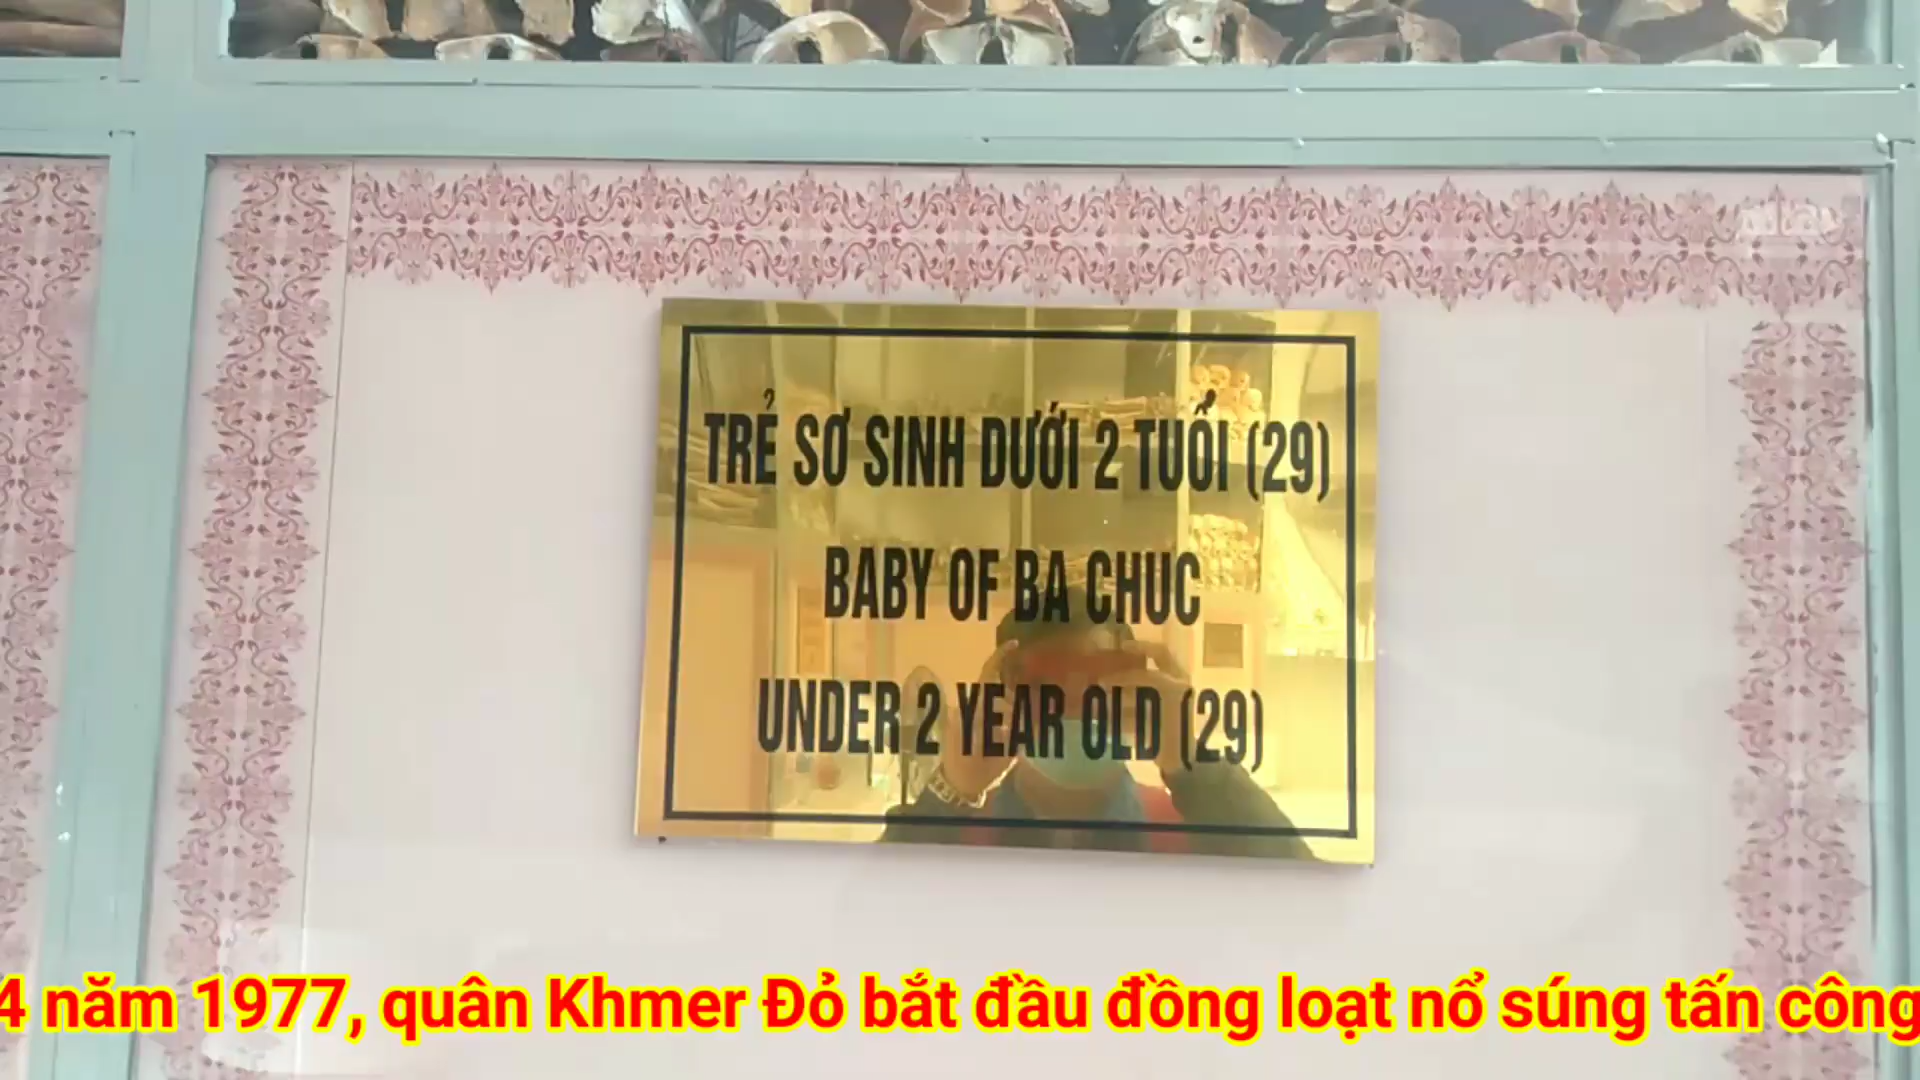 TRẺ SƠ SINH DƯỚI 2 TUỔI (29)
BABY OF BA CHUC
UNDER 2 YEAR OLD (29)
4 năm 1977, quân Khmer Đỏ bắt đầu đồng loạt nổ súng tấn công